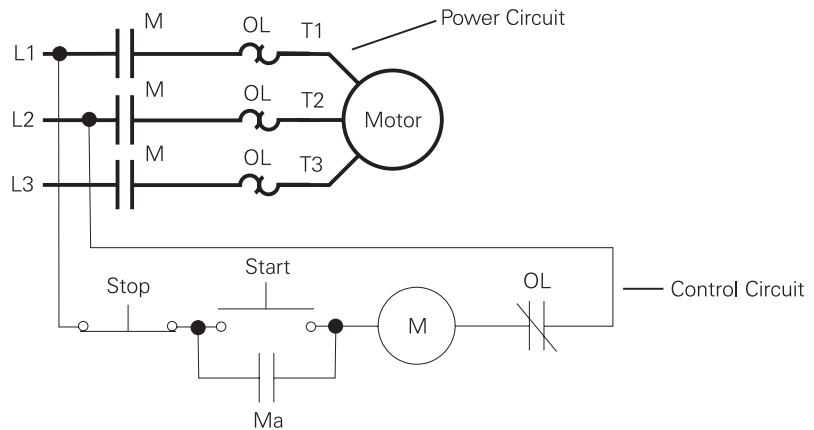 M OL T1 Power Circuit
L1
M OL T2
L2 Motor
M OL T3
L3
Start
Stop OL
Control Circuit
M
Ma